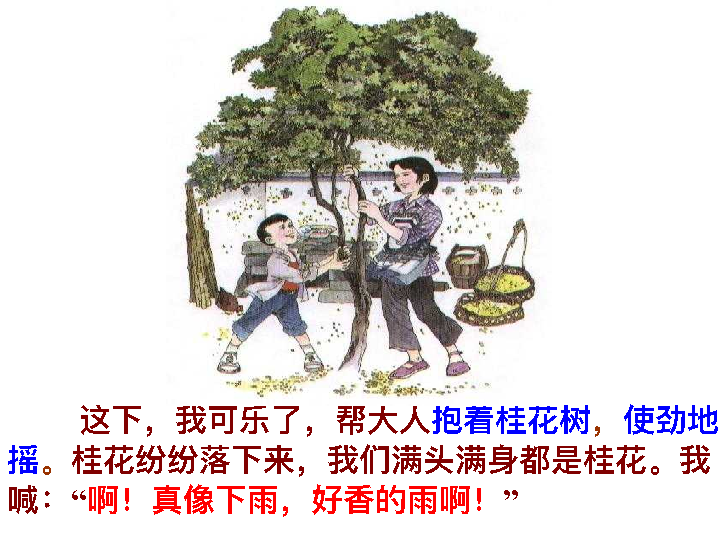 这下，我可乐了，帮大人抱着桂花树，使劲地
摇。桂花纷纷落下来，我们满头满身都是桂花。我
喊：“啊！真像下雨，好香的雨啊！”